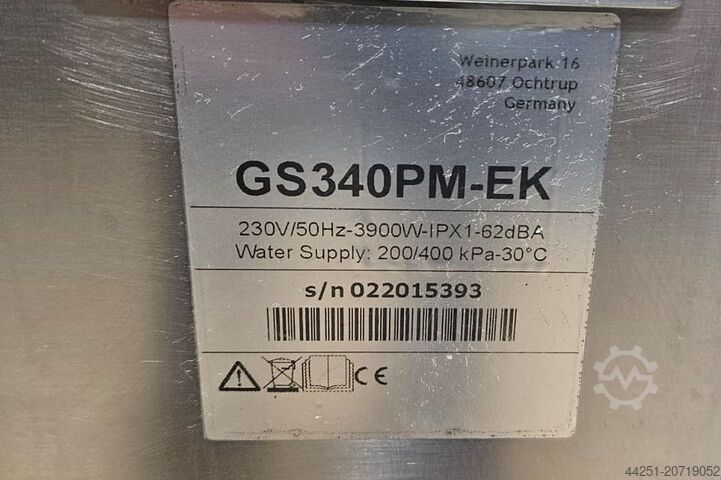 Weinerpark 16
48607 Ochtrup
Germany
GS340PM-EK
230V/50Hz-3900W-IPX1-62dBA
Water Supply: 200/400 kPa-30°C
s/n 022015393
CE
44251-20719052